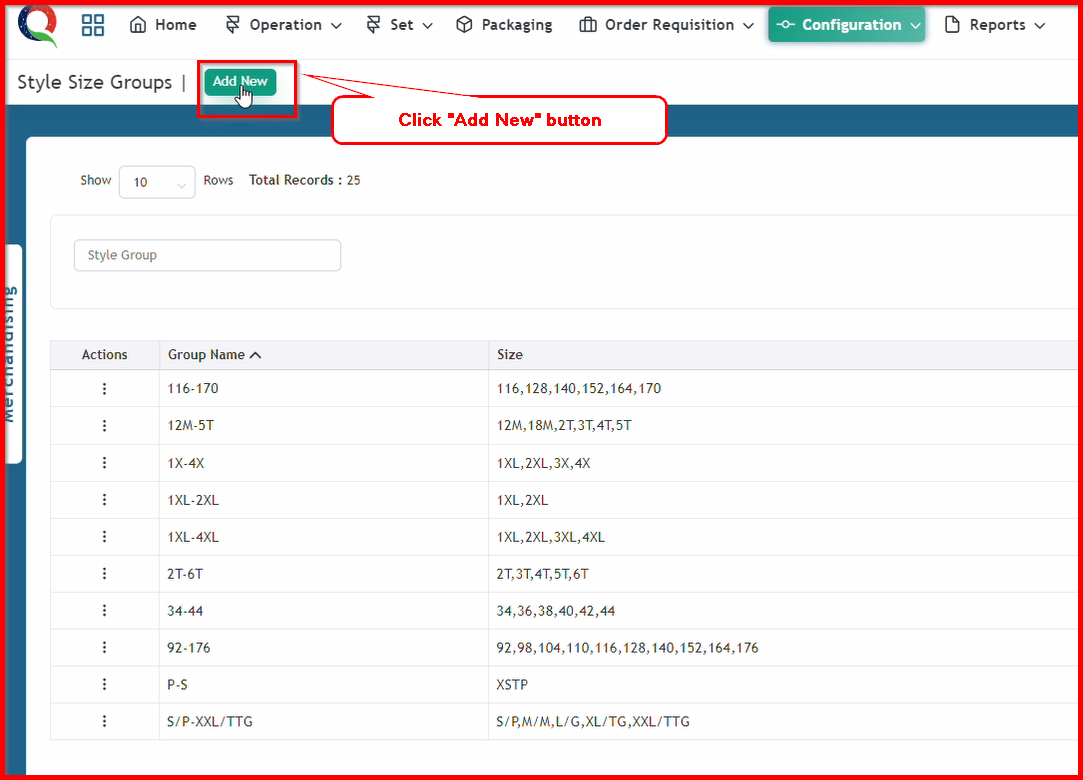 Home Operation Set Packaging Order Requisition Configuration Reports
Style Size Groups | Add New
Click "Add New" button
Show 10 Rows Total Records : 25
Style Group
Merchandising
Actions Group Name Size
116-170 116,128,140,152,164,170
12M-5T 12M,18M,2T,3T,4T,5T
1X-4X 1XL,2XL,3X,4X
1XL-2XL 1XL,2XL
1XL-4XL 1XL,2XL,3XL,4XL
2T-6T 2T,3T,4T,5T,6T
34-44 34,36,38,40,42,44
92-176 92,98,104,110,116,128,140,152,164,176
P-S XSTP
S/P-XXL/TTG S/P,M/M,L/G,XL/TG,XXL/TTG